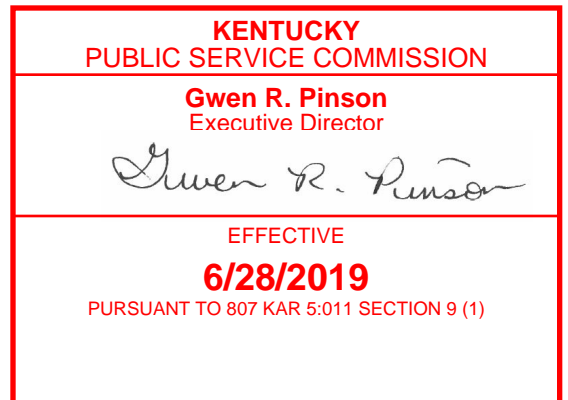 KENTUCKY
PUBLIC SERVICE COMMISSION
Gwen R. Pinson
Executive Director
Gwen R. Pinson
EFFECTIVE
6/28/2019
PURSUANT TO 807 KAR 5:011 SECTION 9 (1)